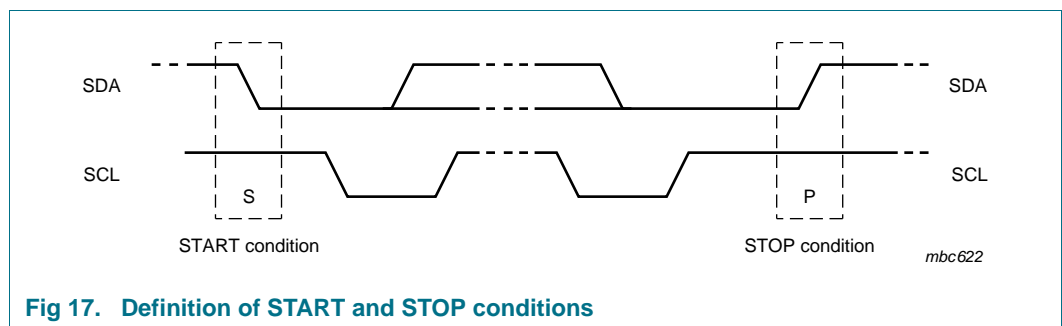 SDA
SDA
SCL
SCL
S
P
START condition
STOP condition
mbc622
Fig 17. Definition of START and STOP conditions